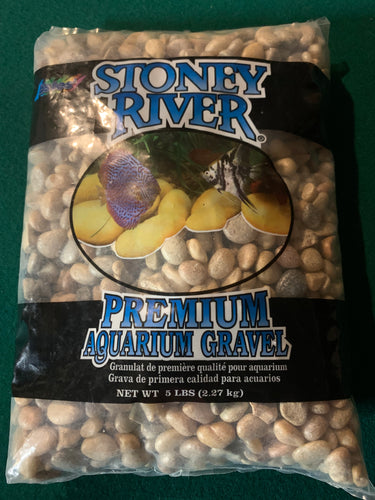 STONEY
RIVER®
PREMIUM
AQUARIUM GRAVEL
Granulat de première qualité pour aquarium
Grava de primera calidad para acuarios
NET WT 5 LBS (2.27 kg)